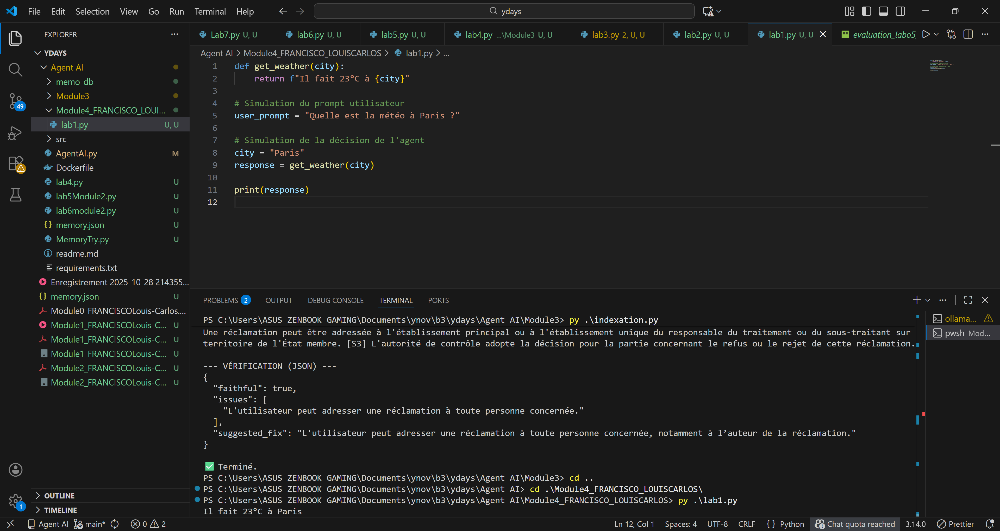 File Edit Selection View Go Run Terminal Help
ydays
EXPLORER
YDAYS
Agent AI
memo_db
Module3
Module4_FRANCISCO_LOUI...
lab1.py U, U
src
AgentAI.py M
Dockerfile
lab4.py U
lab5Module2.py U
lab6module2.py U
memory.json U
MemoryTry.py U
readme.md
requirements.txt
Enregistrement 2025-10-28 214355...
memory.json U
Module0_FRANCISCOLouis-Carlos....
Module1_FRANCISCOLouis-C... U
Module1_FRANCISCOLouis-C... U
Module1_FRANCISCOLouis-C... U
Module2_FRANCISCOLouis-C... U
Module2_FRANCISCOLouis-C... U
OUTLINE
TIMELINE
49
1
Lab7.py U, U lab6.py U, U lab5.py U, U lab4.py ...\Module3 U, U lab3.py 2, U, U lab2.py U, U lab1.py U, U evaluation_labo5
Agent AI > Module4_FRANCISCO_LOUISCARLOS > lab1.py > ...
1 def get_weather(city):
2 return f"Il fait 23°C à {city}"
3
4 # Simulation du prompt utilisateur
5 user_prompt = "Quelle est la météo à Paris ?"
6
7 # Simulation de la décision de l'agent
8 city = "Paris"
9 response = get_weather(city)
10
11 print(response)
12
PROBLEMS 2 OUTPUT DEBUG CONSOLE TERMINAL PORTS
PS C:\Users\ASUS ZENBOOK GAMING\Documents\ynov\b3\ydays\Agent AI\Module3> py .\indexation.py
Une réclamation peut être adressée à l'établissement principal ou à l'établissement unique du responsable du traitement ou du sous-traitant sur
territoire de l'État membre. [S3] L'autorité de contrôle adopte la décision pour la partie concernant le refus ou le rejet de cette réclamation.
--- VÉRIFICATION (JSON) ---
{
"faithful": true,
"issues": [
"L'utilisateur peut adresser une réclamation à toute personne concernée."
],
"suggested_fix": "L'utilisateur peut adresser une réclamation à toute personne concernée, notamment à l’auteur de la réclamation."
}
✅ Terminé.
PS C:\Users\ASUS ZENBOOK GAMING\Documents\ynov\b3\ydays\Agent AI\Module3> cd ..
PS C:\Users\ASUS ZENBOOK GAMING\Documents\ynov\b3\ydays\Agent AI> cd .\Module4_FRANCISCO_LOUISCARLOS\
PS C:\Users\ASUS ZENBOOK GAMING\Documents\ynov\b3\ydays\Agent AI\Module4_FRANCISCO_LOUISCARLOS> py .\lab1.py
Il fait 23°C à Paris
ollama...
pwsh Mod...
Agent AI main* 0 2
Ln 12, Col 1 Spaces: 4 UTF-8 CRLF {} Python Chat quota reached 3.14.0 Prettier